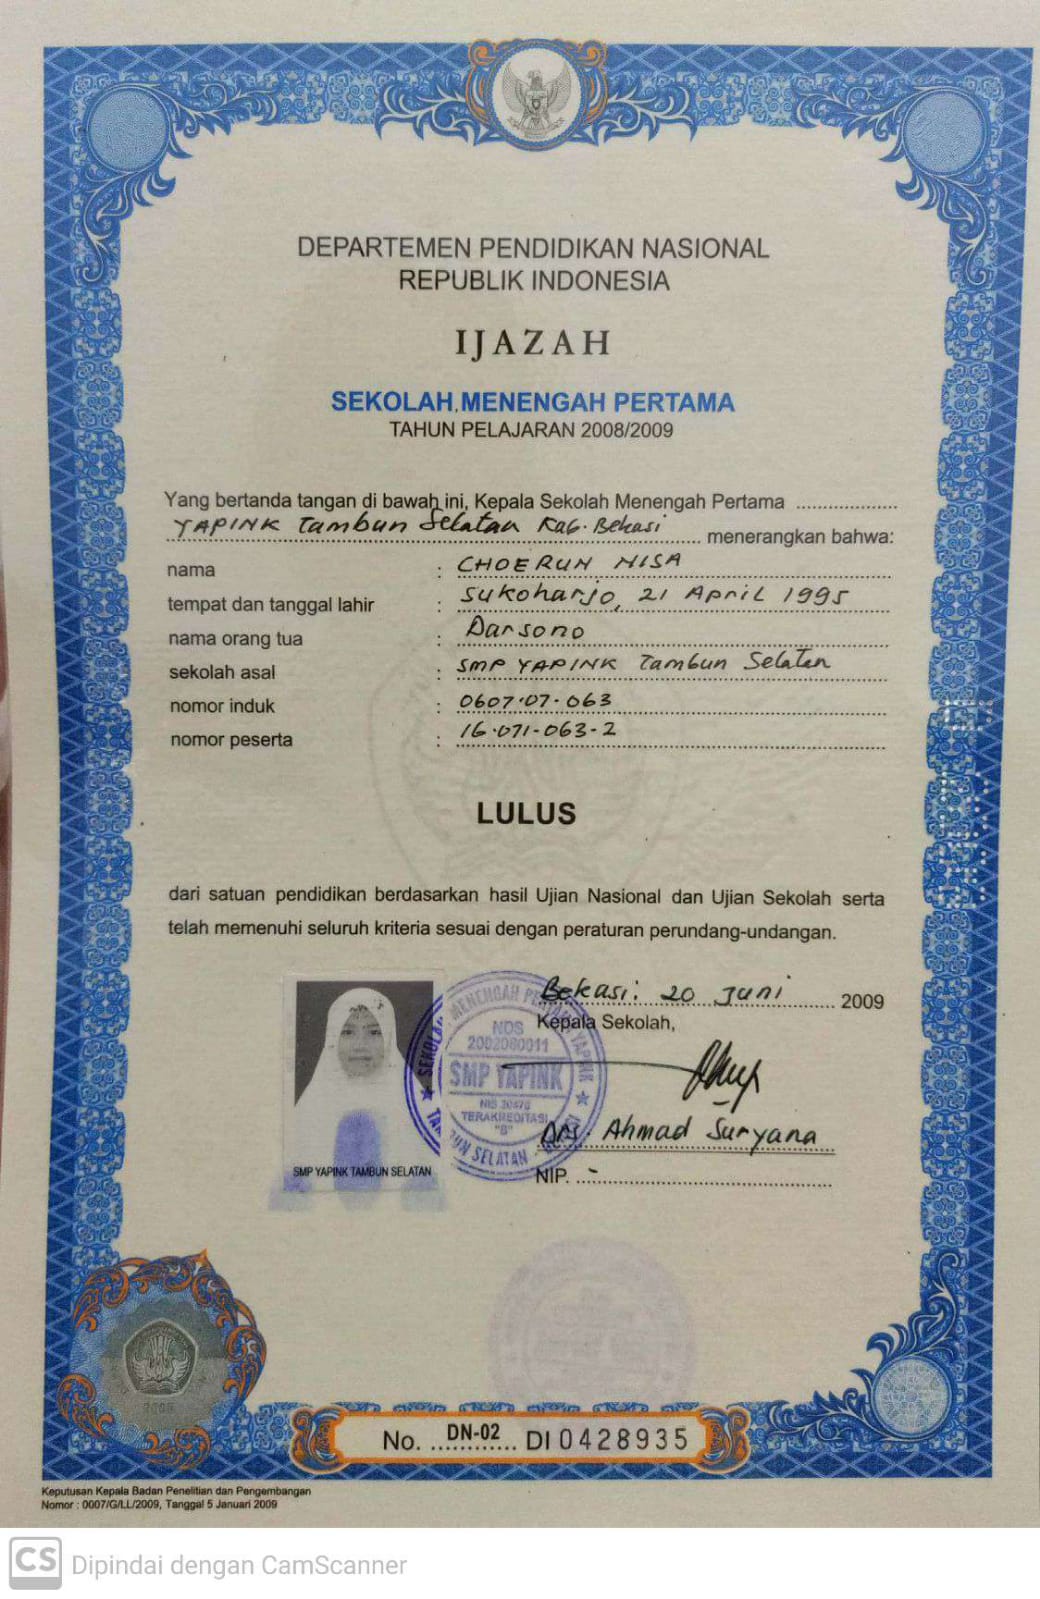 DEPARTEMEN PENDIDIKAN NASIONAL
REPUBLIK INDONESIA
IJAZAH
SEKOLAH MENENGAH PERTAMA
TAHUN PELAJARAN 2008/2009
Yang bertanda tangan di bawah ini, Kepala Sekolah Menengah Pertama ....................
YAPINK Tambun Selatan Kab. Bekasi menerangkan bahwa:
nama : CHOERUN NISA
tempat dan tanggal lahir : Sukoharjo, 21 April 1995
nama orang tua : Darsono
sekolah asal : SMP YAPINK Tambun Selatan
nomor induk : 0607.07.063
nomor peserta : 16-071-063-2
LULUS
dari satuan pendidikan berdasarkan hasil Ujian Nasional dan Ujian Sekolah serta
telah memenuhi seluruh kriteria sesuai dengan peraturan perundang-undangan.
Bekasi. 20 Juni 2009
Kepala Sekolah,
SEKOLAH MENENGAH PERTAMA YAPINK
NDS
2002060011
SMP YAPINK
NIS 20470
TERAKREDITASI
"B"
TAMBUN SELATAN
Drs. Ahmad Suryana
SMP YAPINK TAMBUN SELATAN
NIP. -
2009
No. DN-02 DI 0428935
Keputusan Kepala Badan Penelitian dan Pengembangan
Nomor : 0007/G/LL/2009, Tanggal 5 Januari 2009
CS Dipindai dengan CamScanner